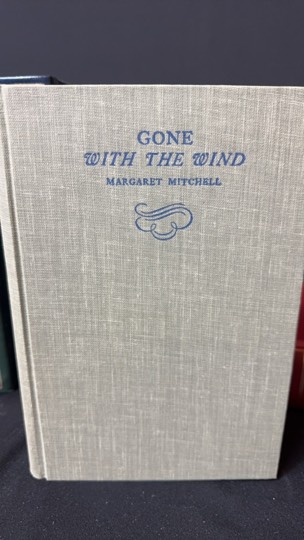 GONE
WITH THE WIND
MARGARET MITCHELL